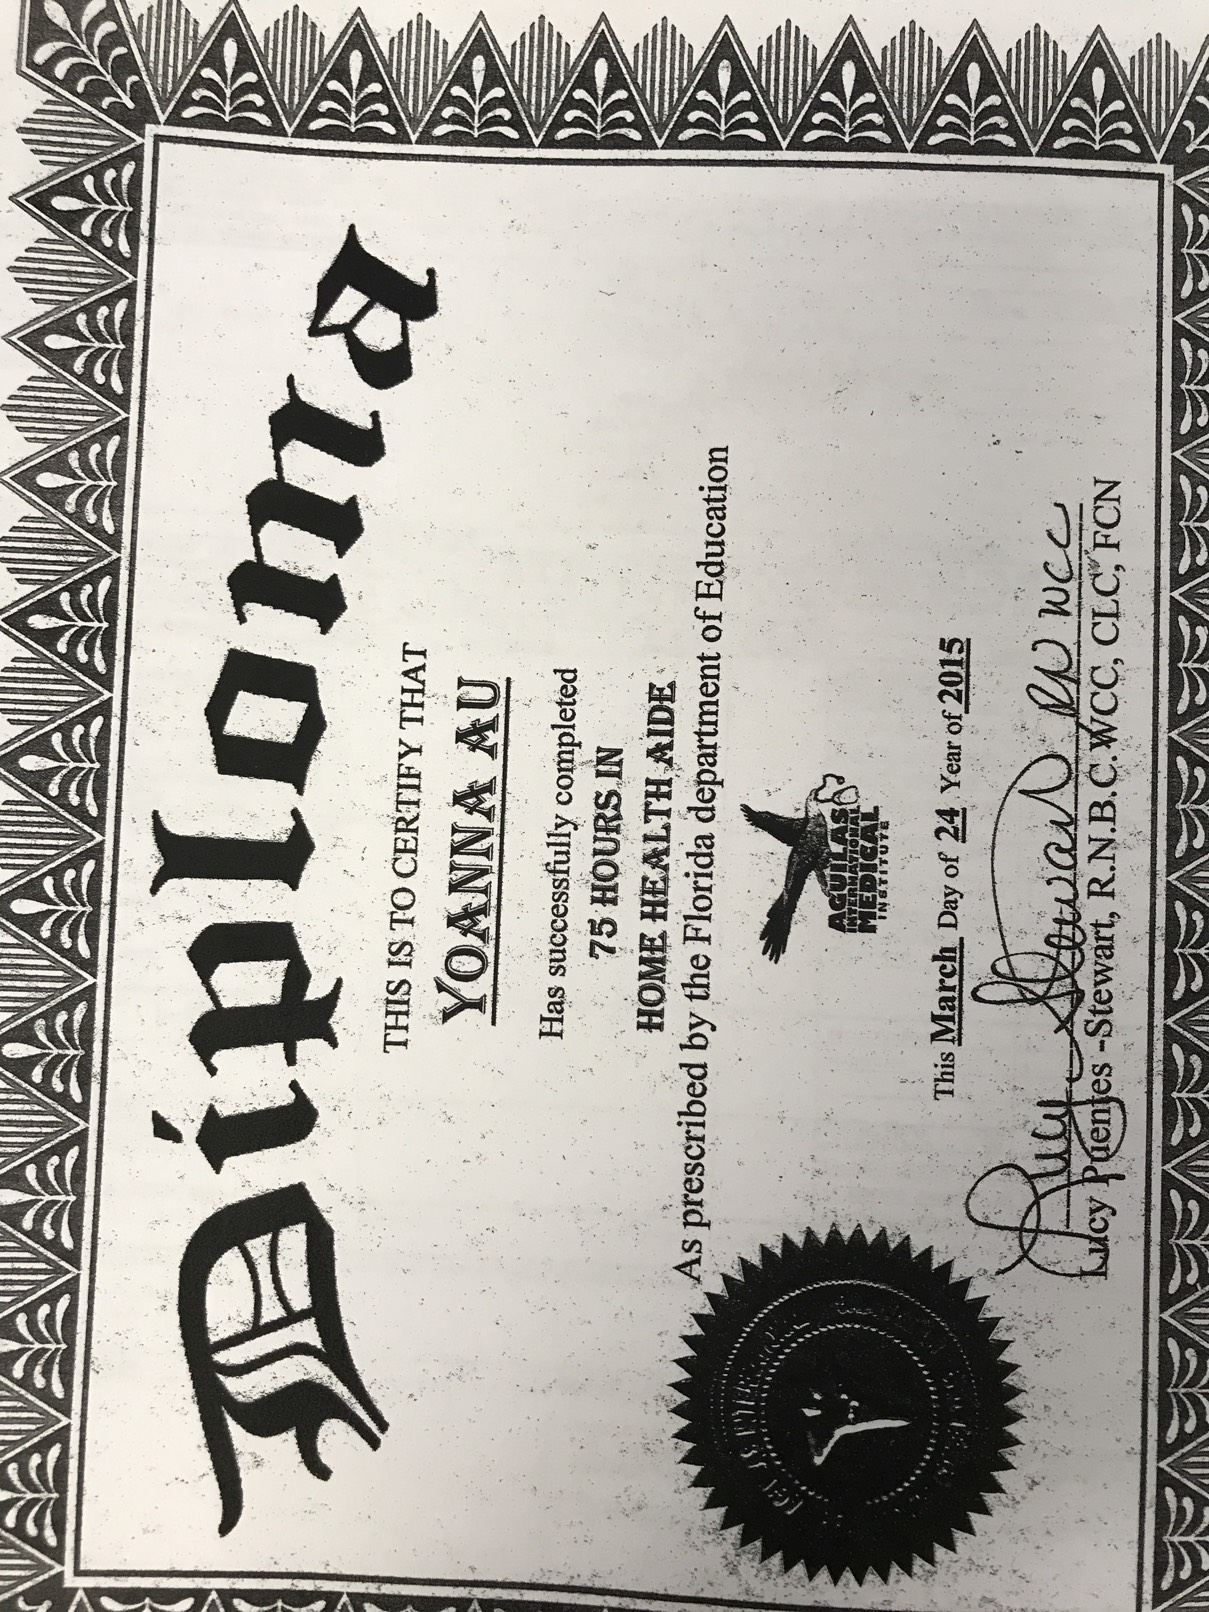 Diploma
THIS IS TO CERTIFY THAT
YOANNA AU
Has successfully completed
75 HOURS IN
HOME HEALTH AIDE
As prescribed by the Florida department of Education
AGUILAS
INTERNATIONAL
MEDICAL
INSTITUTE
This March Day of 24 Year of 2015
Lucy Stewart RN WCC
Lucy Puentes -Stewart, R.N.B.C.WCC, CLC, FCN